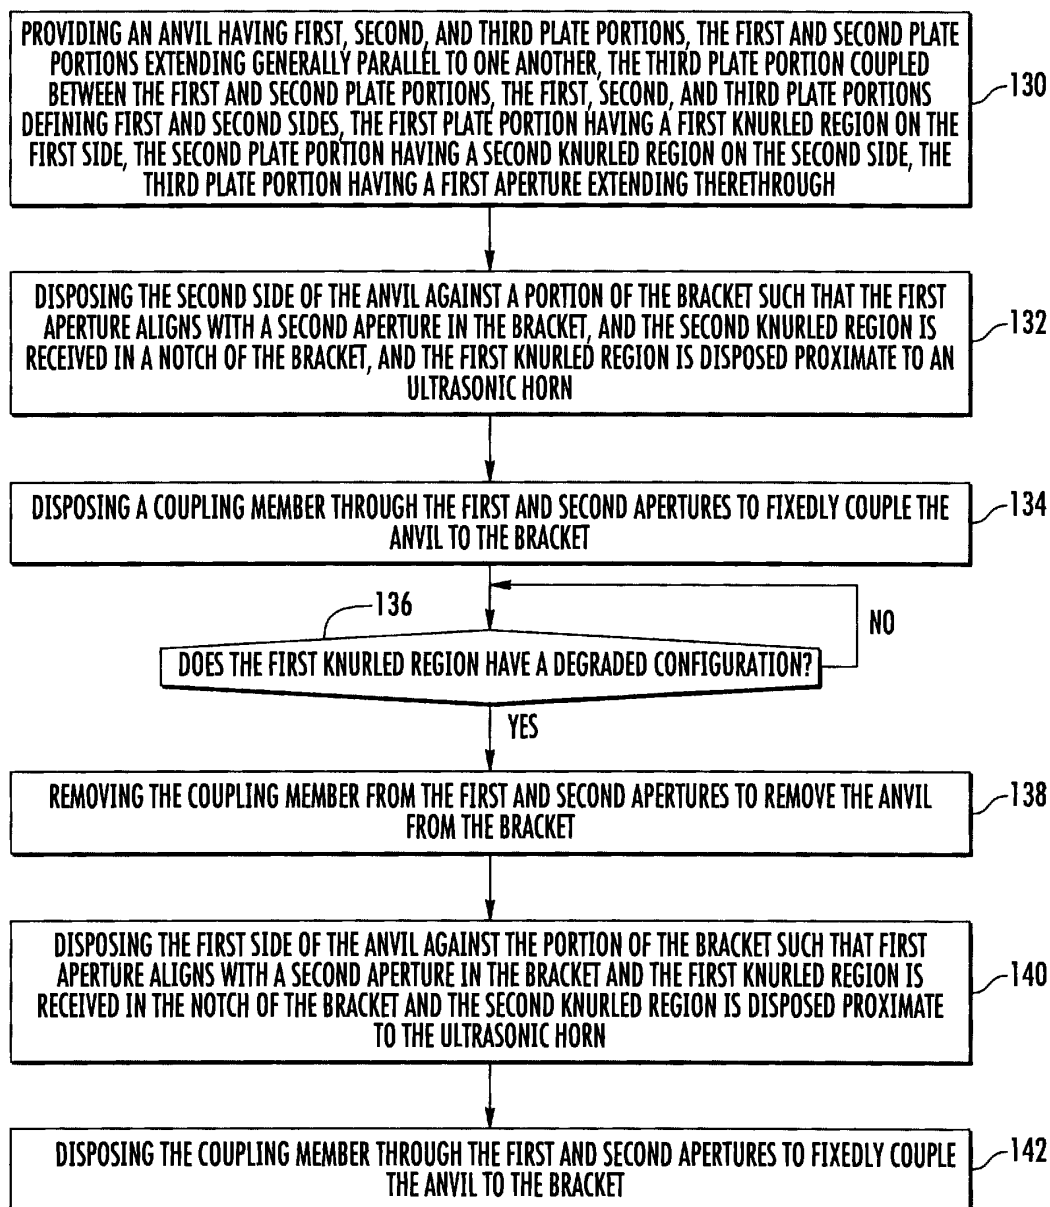 PROVIDING AN ANVIL HAVING FIRST, SECOND, AND THIRD PLATE PORTIONS, THE FIRST AND SECOND PLATE
PORTIONS EXTENDING GENERALLY PARALLEL TO ONE ANOTHER, THE THIRD PLATE PORTION COUPLED
BETWEEN THE FIRST AND SECOND PLATE PORTIONS, THE FIRST, SECOND, AND THIRD PLATE PORTIONS
DEFINING FIRST AND SECOND SIDES, THE FIRST PLATE PORTION HAVING A FIRST KNURLED REGION ON THE
FIRST SIDE, THE SECOND PLATE PORTION HAVING A SECOND KNURLED REGION ON THE SECOND SIDE, THE
THIRD PLATE PORTION HAVING A FIRST APERTURE EXTENDING THERETHROUGH
130
DISPOSING THE SECOND SIDE OF THE ANVIL AGAINST A PORTION OF THE BRACKET SUCH THAT THE FIRST
APERTURE ALIGNS WITH A SECOND APERTURE IN THE BRACKET, AND THE SECOND KNURLED REGION IS
RECEIVED IN A NOTCH OF THE BRACKET, AND THE FIRST KNURLED REGION IS DISPOSED PROXIMATE TO AN
ULTRASONIC HORN
132
DISPOSING A COUPLING MEMBER THROUGH THE FIRST AND SECOND APERTURES TO FIXEDLY COUPLE THE
ANVIL TO THE BRACKET
134
136
DOES THE FIRST KNURLED REGION HAVE A DEGRADED CONFIGURATION?
NO
YES
REMOVING THE COUPLING MEMBER FROM THE FIRST AND SECOND APERTURES TO REMOVE THE ANVIL
FROM THE BRACKET
138
DISPOSING THE FIRST SIDE OF THE ANVIL AGAINST THE PORTION OF THE BRACKET SUCH THAT FIRST
APERTURE ALIGNS WITH A SECOND APERTURE IN THE BRACKET AND THE FIRST KNURLED REGION IS
RECEIVED IN THE NOTCH OF THE BRACKET AND THE SECOND KNURLED REGION IS DISPOSED PROXIMATE
TO THE ULTRASONIC HORN
140
DISPOSING THE COUPLING MEMBER THROUGH THE FIRST AND SECOND APERTURES TO FIXEDLY COUPLE
THE ANVIL TO THE BRACKET
142